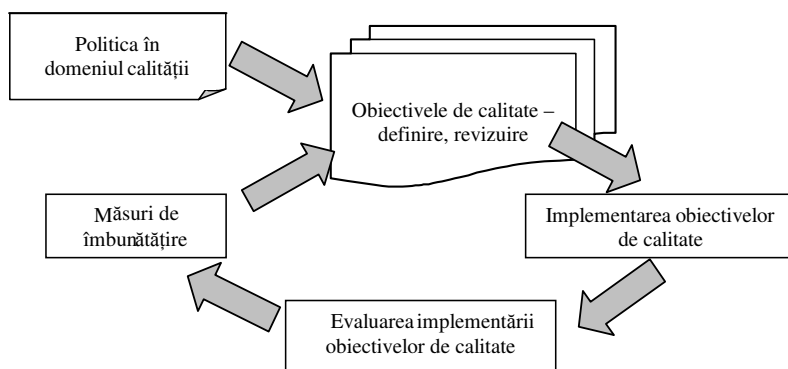 Politica în
domeniul calității
Obiectivele de calitate –
definire, revizuire
Măsuri de
îmbunătățire
Implementarea obiectivelor
de calitate
Evaluarea implementării
obiectivelor de calitate